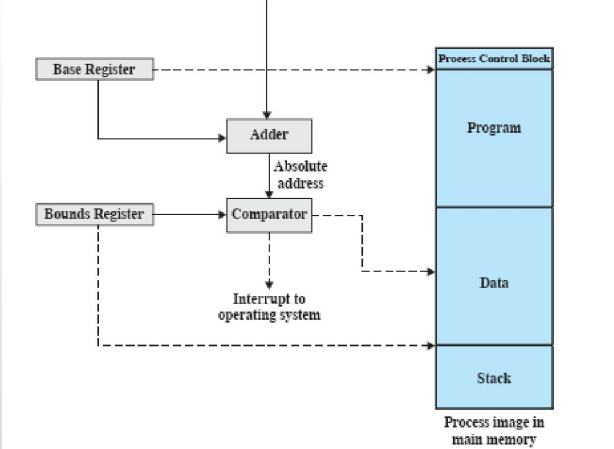 Process Control Block
Base Register
Program
Adder
Absolute
address
Bounds Register
Comparator
Data
Interrupt to
operating system
Stack
Process image in
main memory